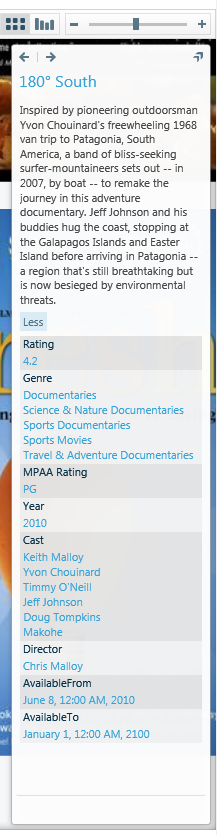 180° South
Inspired by pioneering outdoorsman
Yvon Chouinard's freewheeling 1968
van trip to Patagonia, South
America, a band of bliss-seeking
surfer-mountaineers sets out -- in
2007, by boat -- to remake the
journey in this adventure
documentary. Jeff Johnson and his
buddies hug the coast, stopping at
the Galapagos Islands and Easter
Island before arriving in Patagonia --
a region that's still breathtaking but
is now besieged by environmental
threats.
Less
Rating
4.2
Genre
Documentaries
Science & Nature Documentaries
Sports Documentaries
Sports Movies
Travel & Adventure Documentaries
MPAA Rating
PG
Year
2010
Cast
Keith Malloy
Yvon Chouinard
Timmy O'Neill
Jeff Johnson
Doug Tompkins
Makohe
Director
Chris Malloy
AvailableFrom
June 8, 12:00 AM, 2010
AvailableTo
January 1, 12:00 AM, 2100